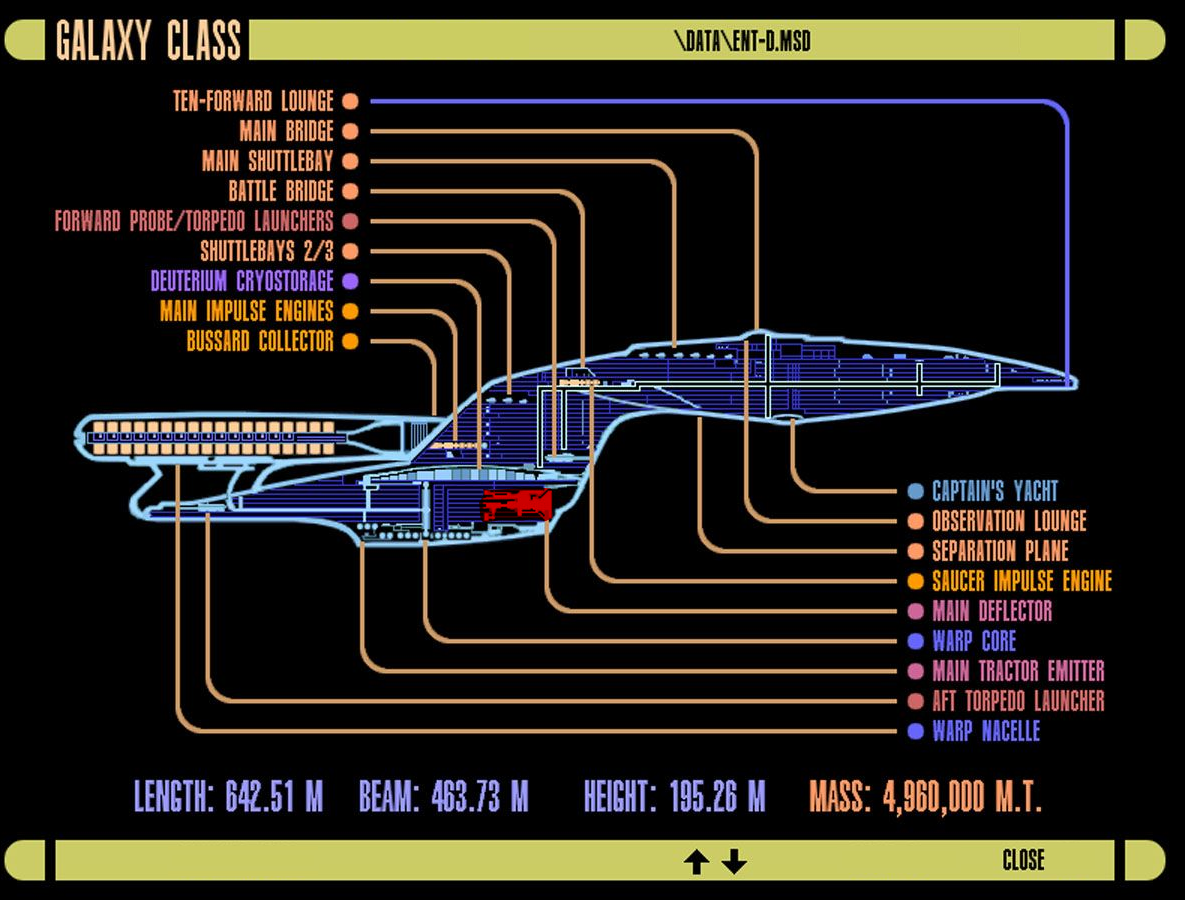 GALAXY CLASS
\DATA\ENT-D.MSD
TEN-FORWARD LOUNGE
MAIN BRIDGE
MAIN SHUTTLEBAY
BATTLE BRIDGE
FORWARD PROBE/TORPEDO LAUNCHERS
SHUTTLEBAYS 2/3
DEUTERIUM CRYOSTORAGE
MAIN IMPULSE ENGINES
BUSSARD COLLECTOR
CAPTAIN'S YACHT
OBSERVATION LOUNGE
SEPARATION PLANE
SAUCER IMPULSE ENGINE
MAIN DEFLECTOR
WARP CORE
MAIN TRACTOR EMITTER
AFT TORPEDO LAUNCHER
WARP NACELLE
LENGTH: 642.51 M BEAM: 463.73 M HEIGHT: 195.26 M MASS: 4,960,000 M.T.
CLOSE